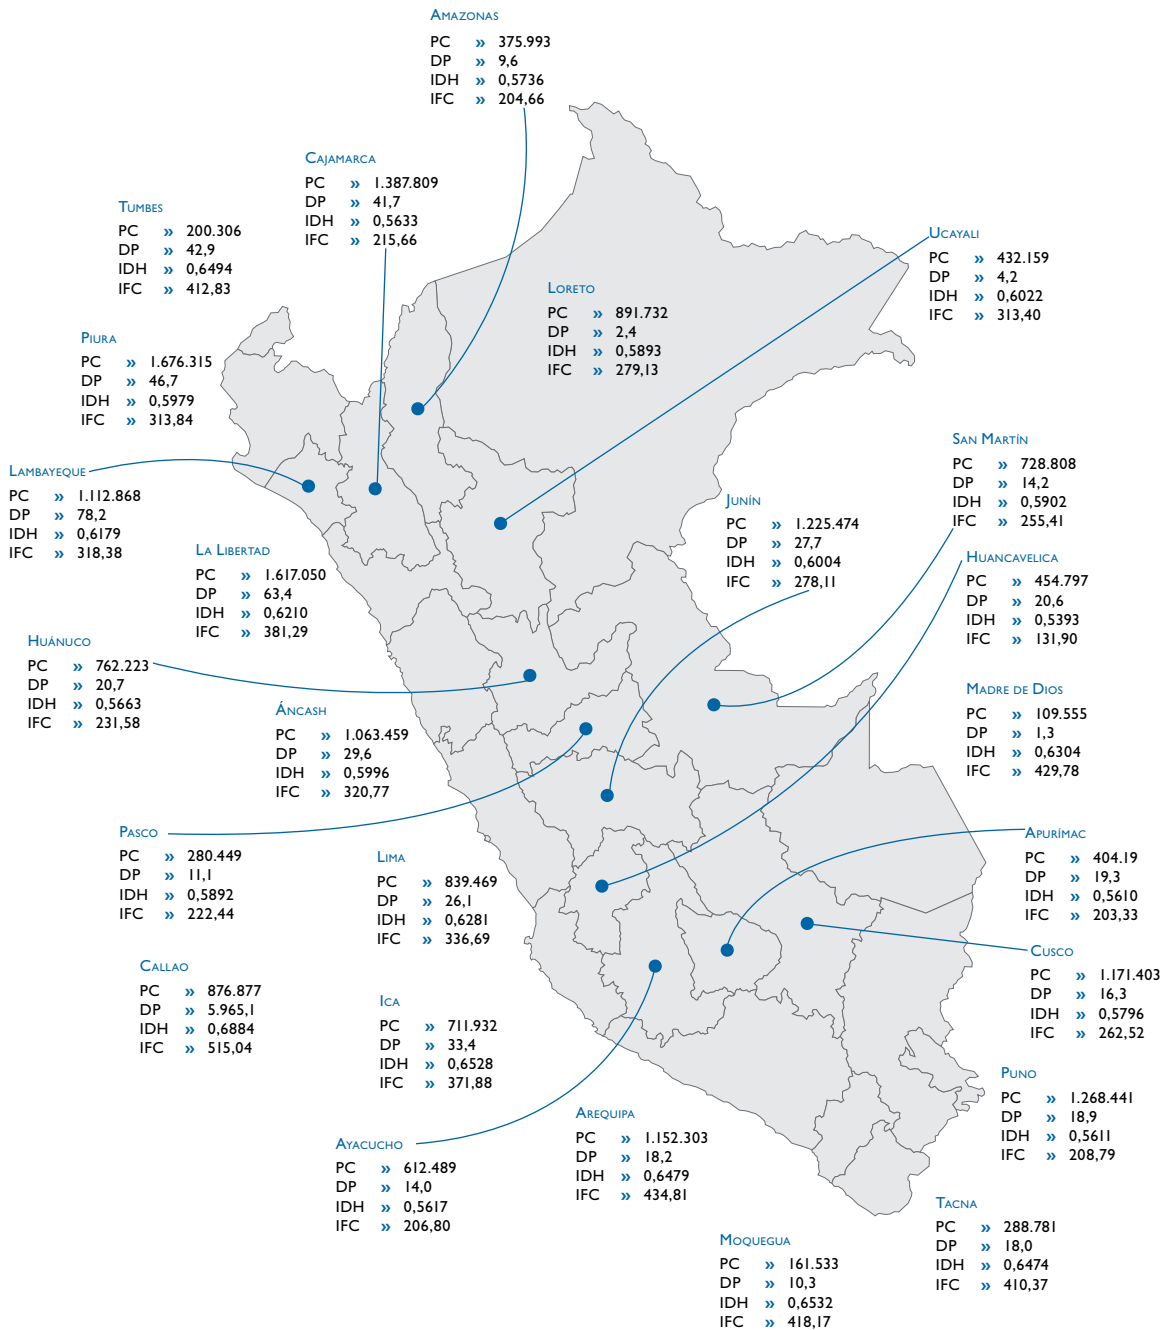 Amazonas
PC » 375.993
DP » 9,6
IDH » 0,5736
IFC » 204,66
Cajamarca
PC » 1.387.809
DP » 41,7
IDH » 0,5633
IFC » 215,66
Tumbes
PC » 200.306
DP » 42,9
IDH » 0,6494
IFC » 412,83
Ucayali
PC » 432.159
DP » 4,2
IDH » 0,6022
IFC » 313,40
Loreto
PC » 891.732
DP » 2,4
IDH » 0,5893
IFC » 279,13
Piura
PC » 1.676.315
DP » 46,7
IDH » 0,5979
IFC » 313,84
San Martín
PC » 728.808
DP » 14,2
IDH » 0,5902
IFC » 255,41
Lambayeque
PC » 1.112.868
DP » 78,2
IDH » 0,6179
IFC » 318,38
Junín
PC » 1.225.474
DP » 27,7
IDH » 0,6004
IFC » 278,11
La Libertad
PC » 1.617.050
DP » 63,4
IDH » 0,6210
IFC » 381,29
Huancavelica
PC » 454.797
DP » 20,6
IDH » 0,5393
IFC » 131,90
Huánuco
PC » 762.223
DP » 20,7
IDH » 0,5663
IFC » 231,58
Madre de Dios
PC » 109.555
DP » 1,3
IDH » 0,6304
IFC » 429,78
Áncash
PC » 1.063.459
DP » 29,6
IDH » 0,5996
IFC » 320,77
Pasco
PC » 280.449
DP » 11,1
IDH » 0,5892
IFC » 222,44
Lima
PC » 839.469
DP » 26,1
IDH » 0,6281
IFC » 336,69
Apurímac
PC » 404.19
DP » 19,3
IDH » 0,5610
IFC » 203,33
Cusco
PC » 1.171.403
DP » 16,3
IDH » 0,5796
IFC » 262,52
Callao
PC » 876.877
DP » 5.965,1
IDH » 0,6884
IFC » 515,04
Ica
PC » 711.932
DP » 33,4
IDH » 0,6528
IFC » 371,88
Puno
PC » 1.268.441
DP » 18,9
IDH » 0,5611
IFC » 208,79
Arequipa
PC » 1.152.303
DP » 18,2
IDH » 0,6479
IFC » 434,81
Ayacucho
PC » 612.489
DP » 14,0
IDH » 0,5617
IFC » 206,80
Tacna
PC » 288.781
DP » 18,0
IDH » 0,6474
IFC » 410,37
Moquegua
PC » 161.533
DP » 10,3
IDH » 0,6532
IFC » 418,17